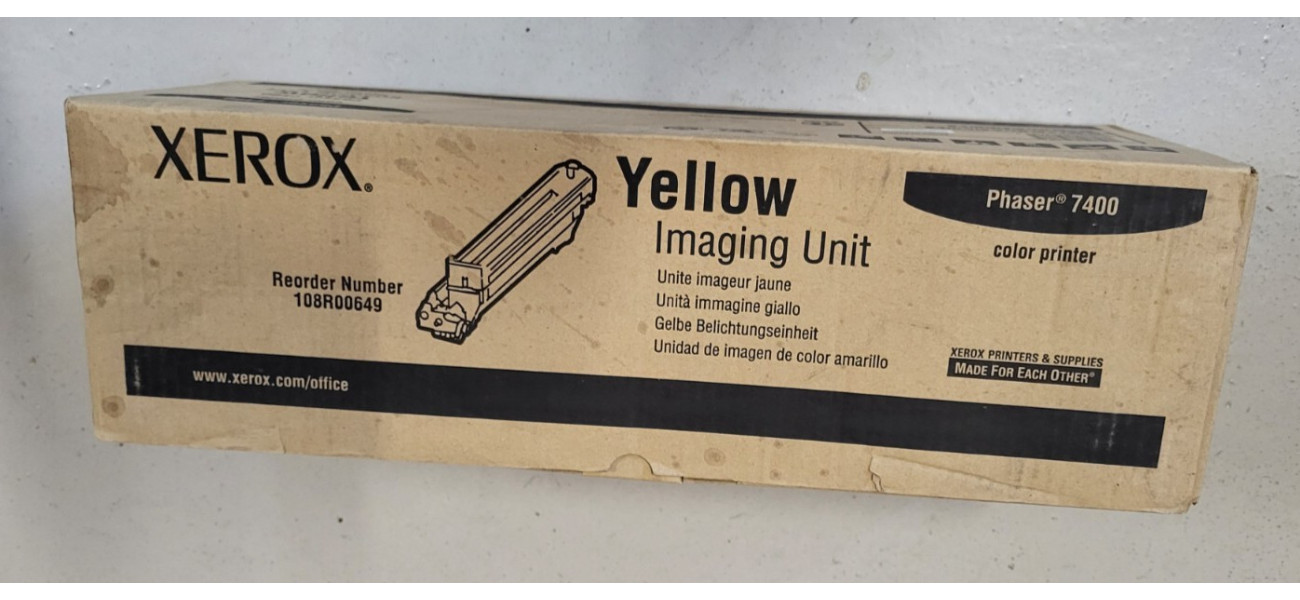 XEROX®
Yellow
Imaging Unit
Unite imageur jaune
Unità immagine giallo
Gelbe Belichtungseinheit
Unidad de imagen de color amarillo
Reorder Number
108R00649
Phaser® 7400
color printer
XEROX PRINTERS & SUPPLIES
MADE FOR EACH OTHER®
www.xerox.com/office